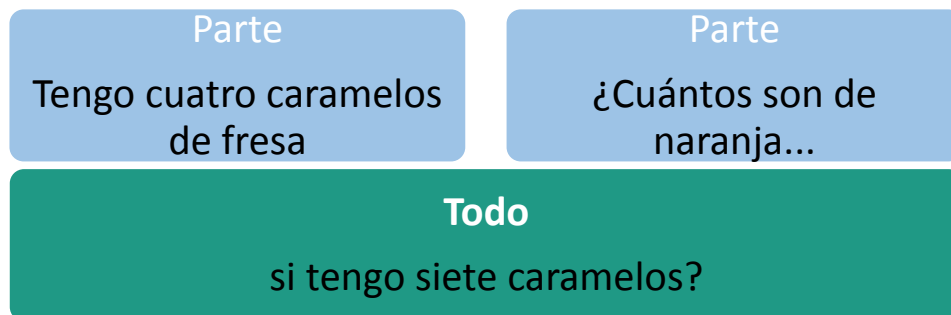 Parte
Tengo cuatro caramelos
de fresa
Parte
¿Cuántos son de
naranja...
Todo
si tengo siete caramelos?